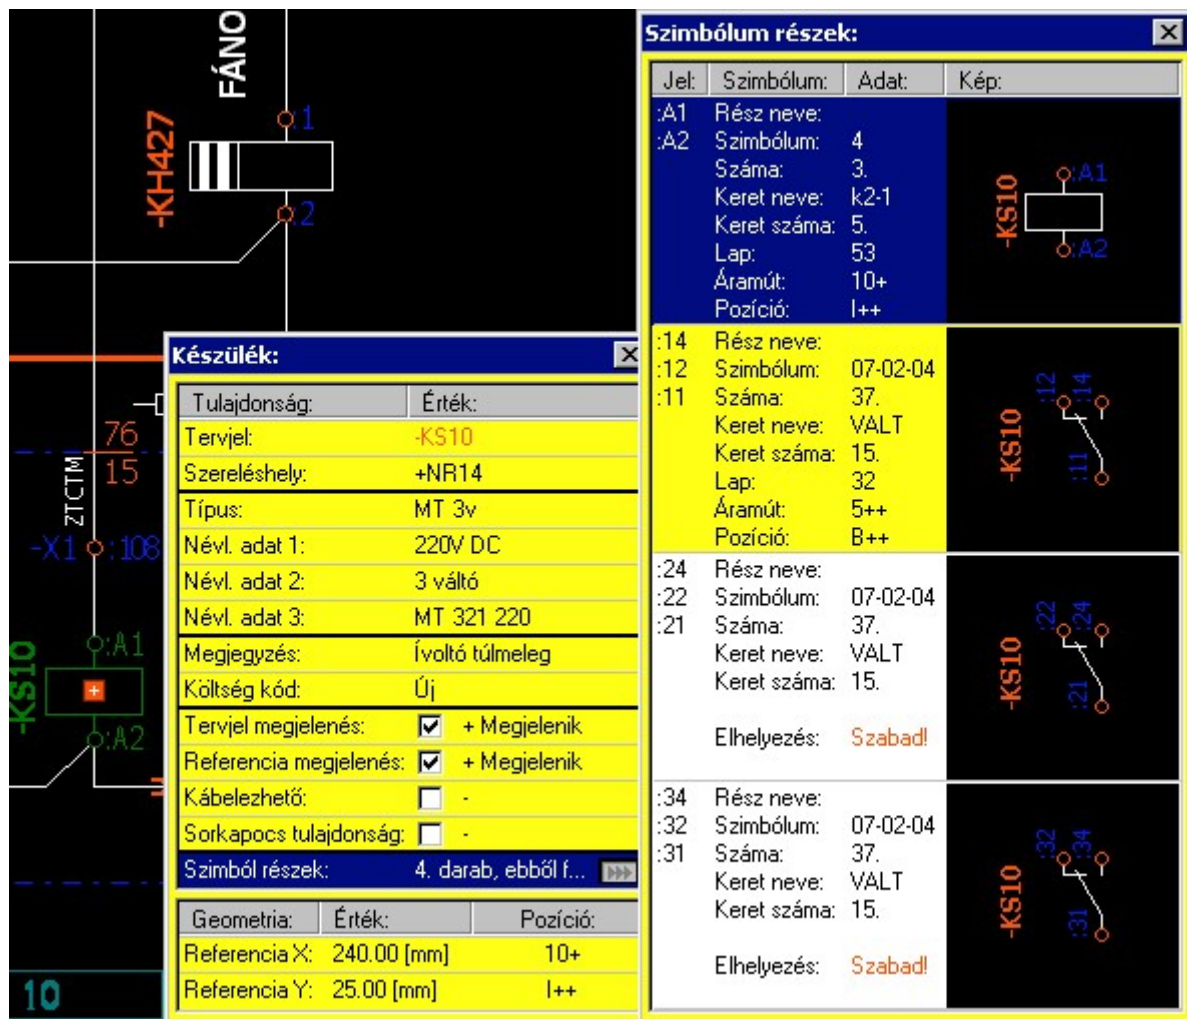 FÁNO
:1
-KH427
:2
76
15
ZTCTM
-X1 :108
:A1
-KS10
:A2
10
Készülék:
Tulajdonság: Érték:
Tervjel: -KS10
Szereléshely: +NR14
Típus: MT 3v
Névl. adat 1: 220V DC
Névl. adat 2: 3 váltó
Névl. adat 3: MT 321 220
Megjegyzés: Ívoltó túlmeleg
Költség kód: Új
Tervjel megjelenés: + Megjelenik
Referencia megjelenés: + Megjelenik
Kábelezhető: -
Sorkapocs tulajdonság: -
Szimból részek: 4. darab, ebből f...
Geometria: Érték: Pozíció:
Referencia X: 240.00 [mm] 10+
Referencia Y: 25.00 [mm] I++
Szimbólum részek:
Jel: Szimbólum: Adat: Kép:
:A1 Rész neve:
:A2 Szimbólum: 4
Száma: 3.
Keret neve: k2-1
Keret száma: 5.
Lap: 53
Áramút: 10+
Pozíció: I++
-KS10 :A1
:A2
:14 Rész neve:
:12 Szimbólum: 07-02-04
:11 Száma: 37.
Keret neve: VALT
Keret száma: 15.
Lap: 32
Áramút: 5++
Pozíció: B++
-KS10 :12 :14
:11
:24 Rész neve:
:22 Szimbólum: 07-02-04
:21 Száma: 37.
Keret neve: VALT
Keret száma: 15.
Elhelyezés: Szabad!
-KS10 :22 :24
:21
:34 Rész neve:
:32 Szimbólum: 07-02-04
:31 Száma: 37.
Keret neve: VALT
Keret száma: 15.
Elhelyezés: Szabad!
-KS10 :32 :34
:31